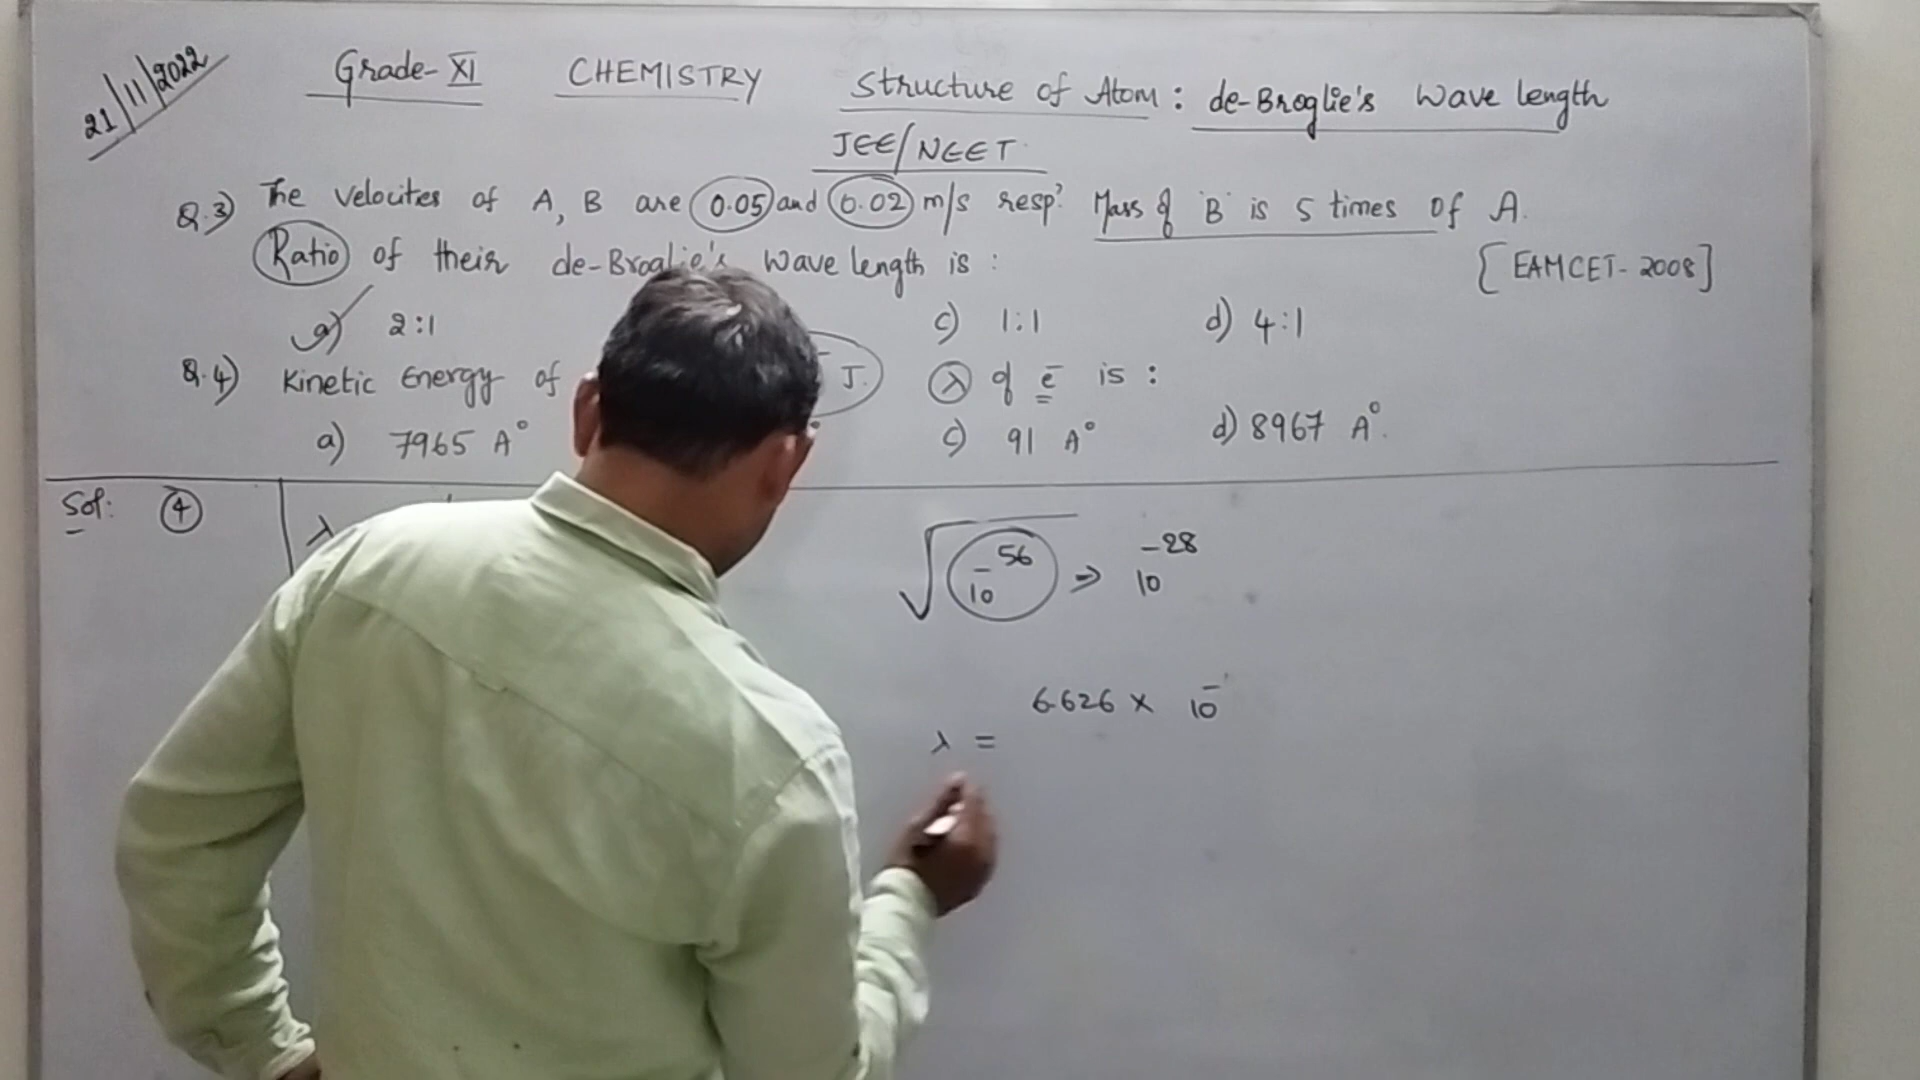 21/11/2022
Grade-XI CHEMISTRY Structure of Atom: de-Broglie's Wave length
JEE/NEET
Q.3) The velocities of A, B are 0.05 and 0.02 m/s resp? Mass of 'B' is 5 times of A.
Ratio of their de-Broglie's Wave length is :
[EAMCET-2008]
a) 2:1 c) 1:1 d) 4:1
Q.4) Kinetic Energy of J. λ of e⁻ is :
a) 7965 A° c) 91 A° d) 8967 A°.
Sol: 4
λ
√10⁻⁵⁶ => 10⁻²⁸
6.626 × 10⁻
λ =